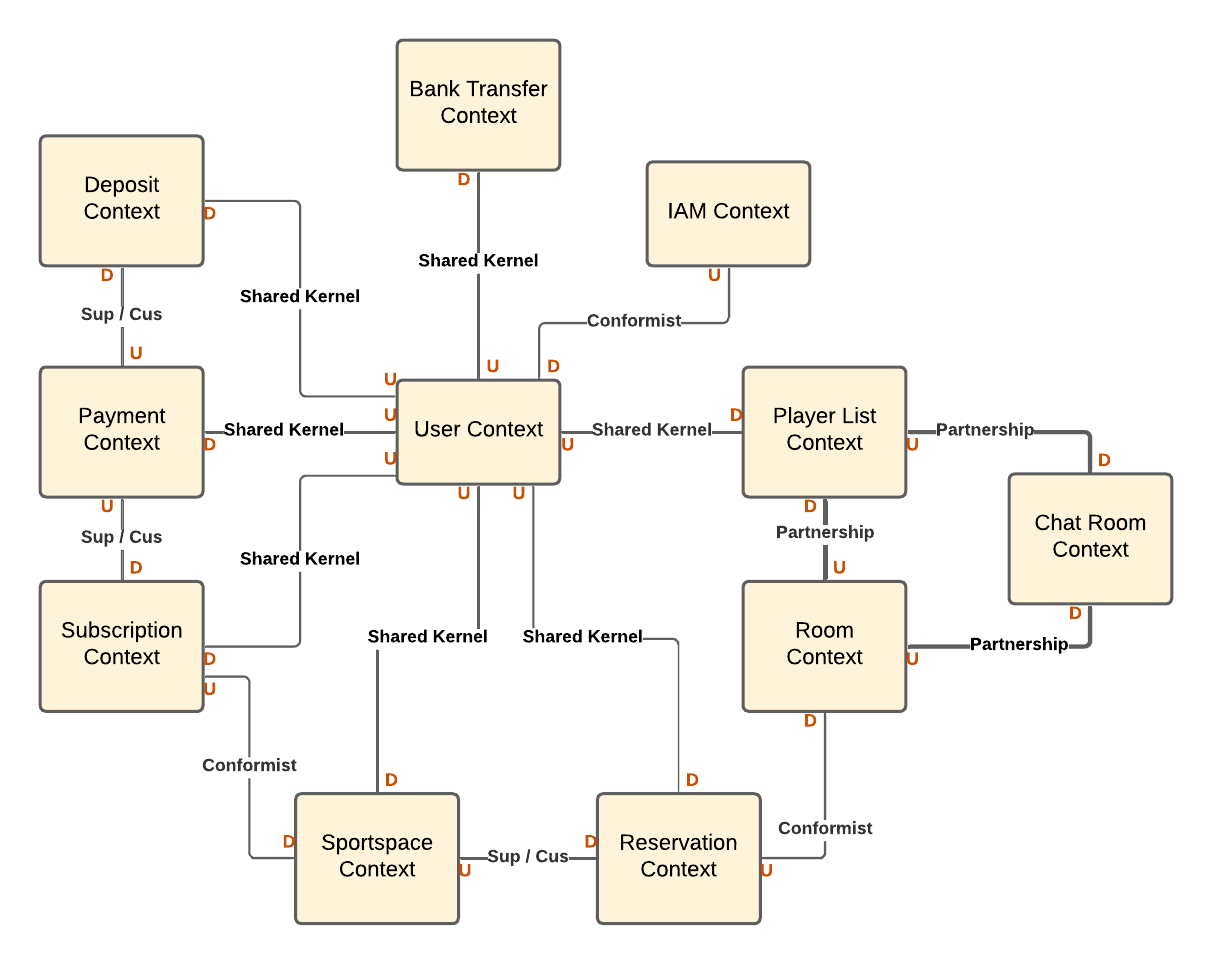 Bank Transfer
Context
D
Deposit
Context
D
IAM Context
D
U
Shared Kernel
Shared Kernel
Sup / Cus
Conformist
U
U
D
U
Payment
Context
D
Shared Kernel
U
User Context
U
Shared Kernel
D
Player List
Context
U
Partnership
D
U
U
U
U
D
Partnership
Chat Room
Context
Sup / Cus
Shared Kernel
D
U
D
Subscription
Context
D
U
Shared Kernel
Shared Kernel
Room
Context
U
Partnership
D
Conformist
D
D
Conformist
D
Sportspace
Context
U
Sup / Cus
D
Reservation
Context
U